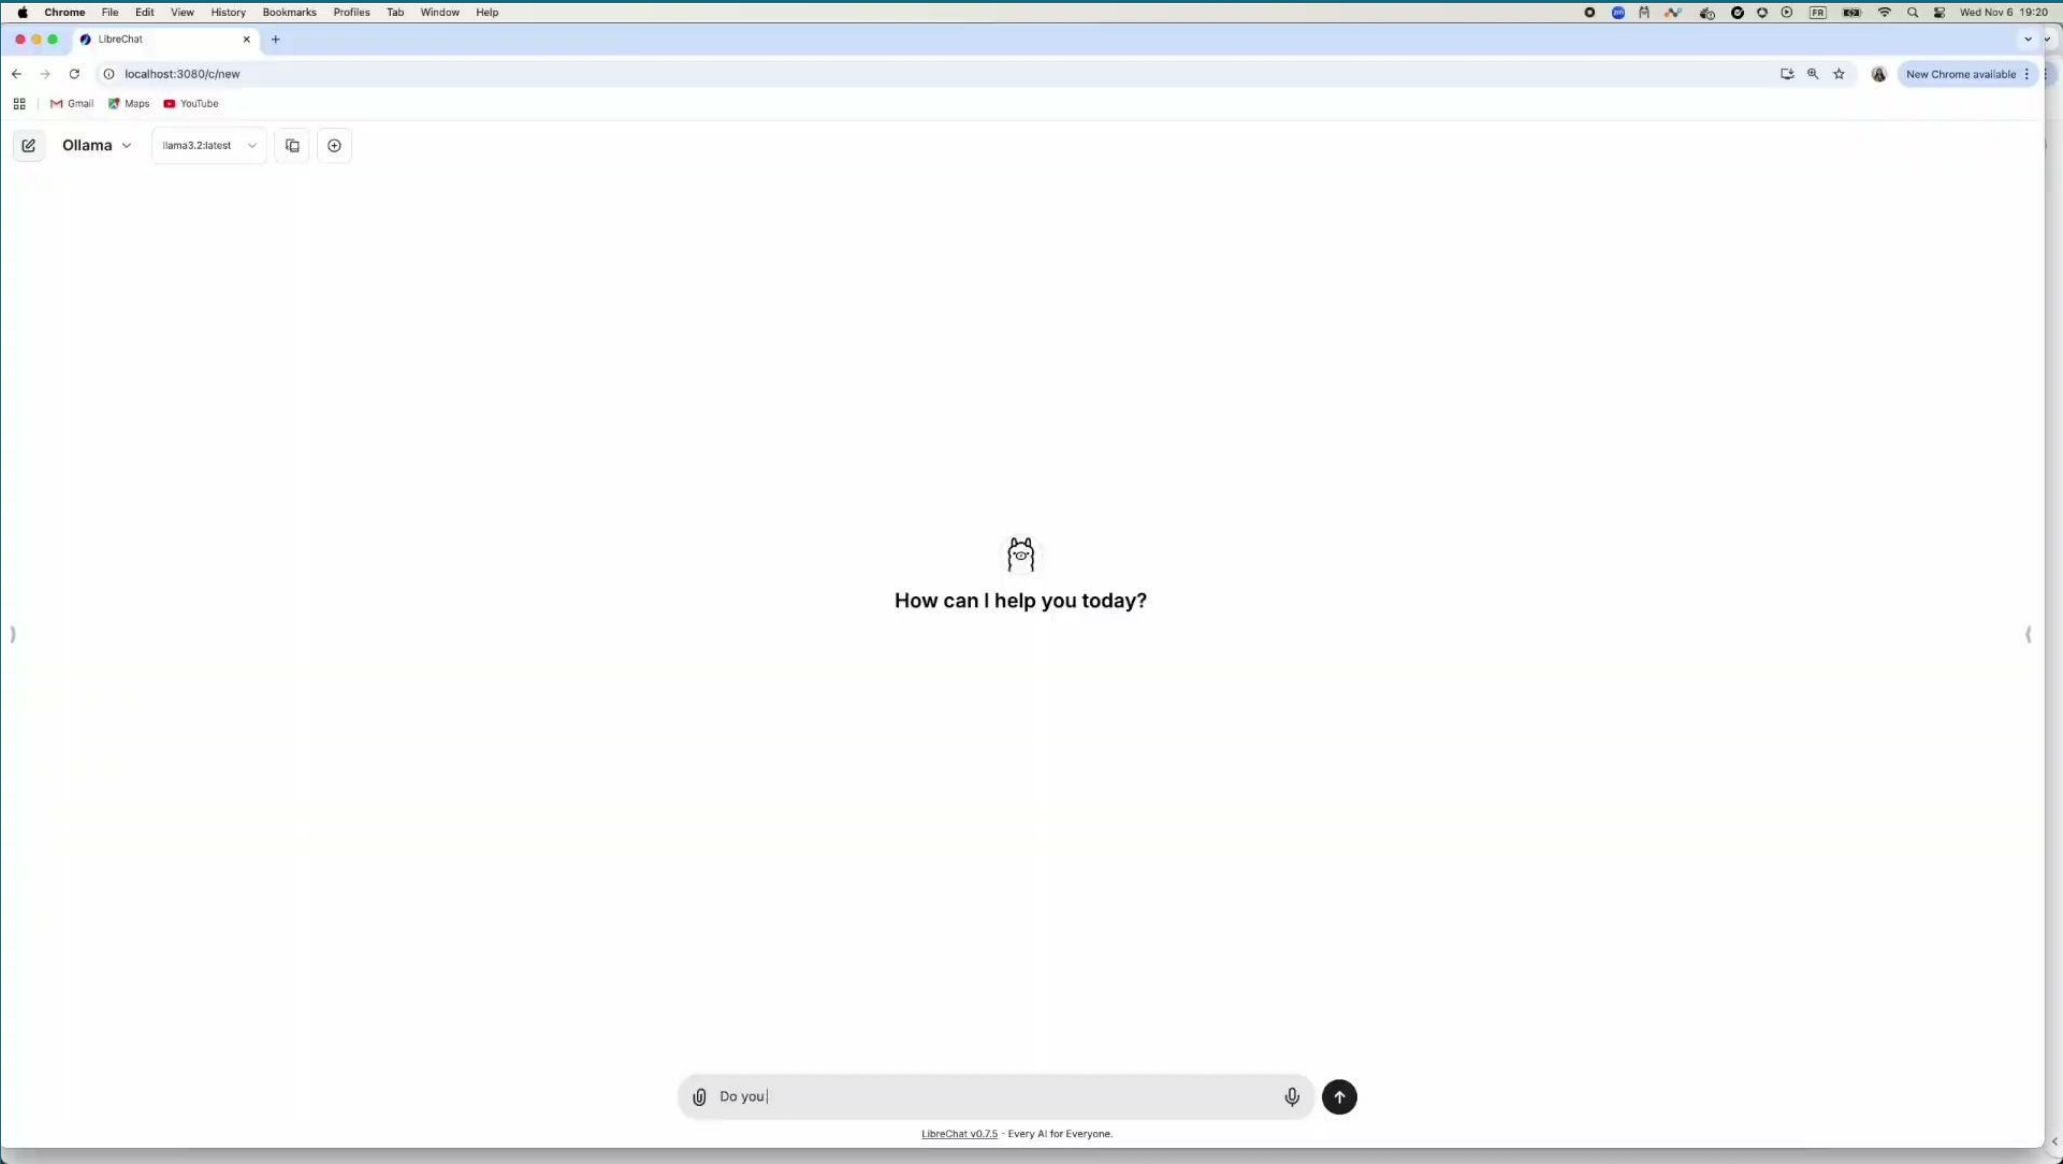 Chrome File Edit View History Bookmarks Profiles Tab Window Help FR Wed Nov 6 19:20
LibreChat
localhost:3080/c/new New Chrome available
Gmail Maps YouTube
Ollama llama3.2:latest
How can I help you today?
Do you
LibreChat v0.7.5 - Every AI for Everyone.